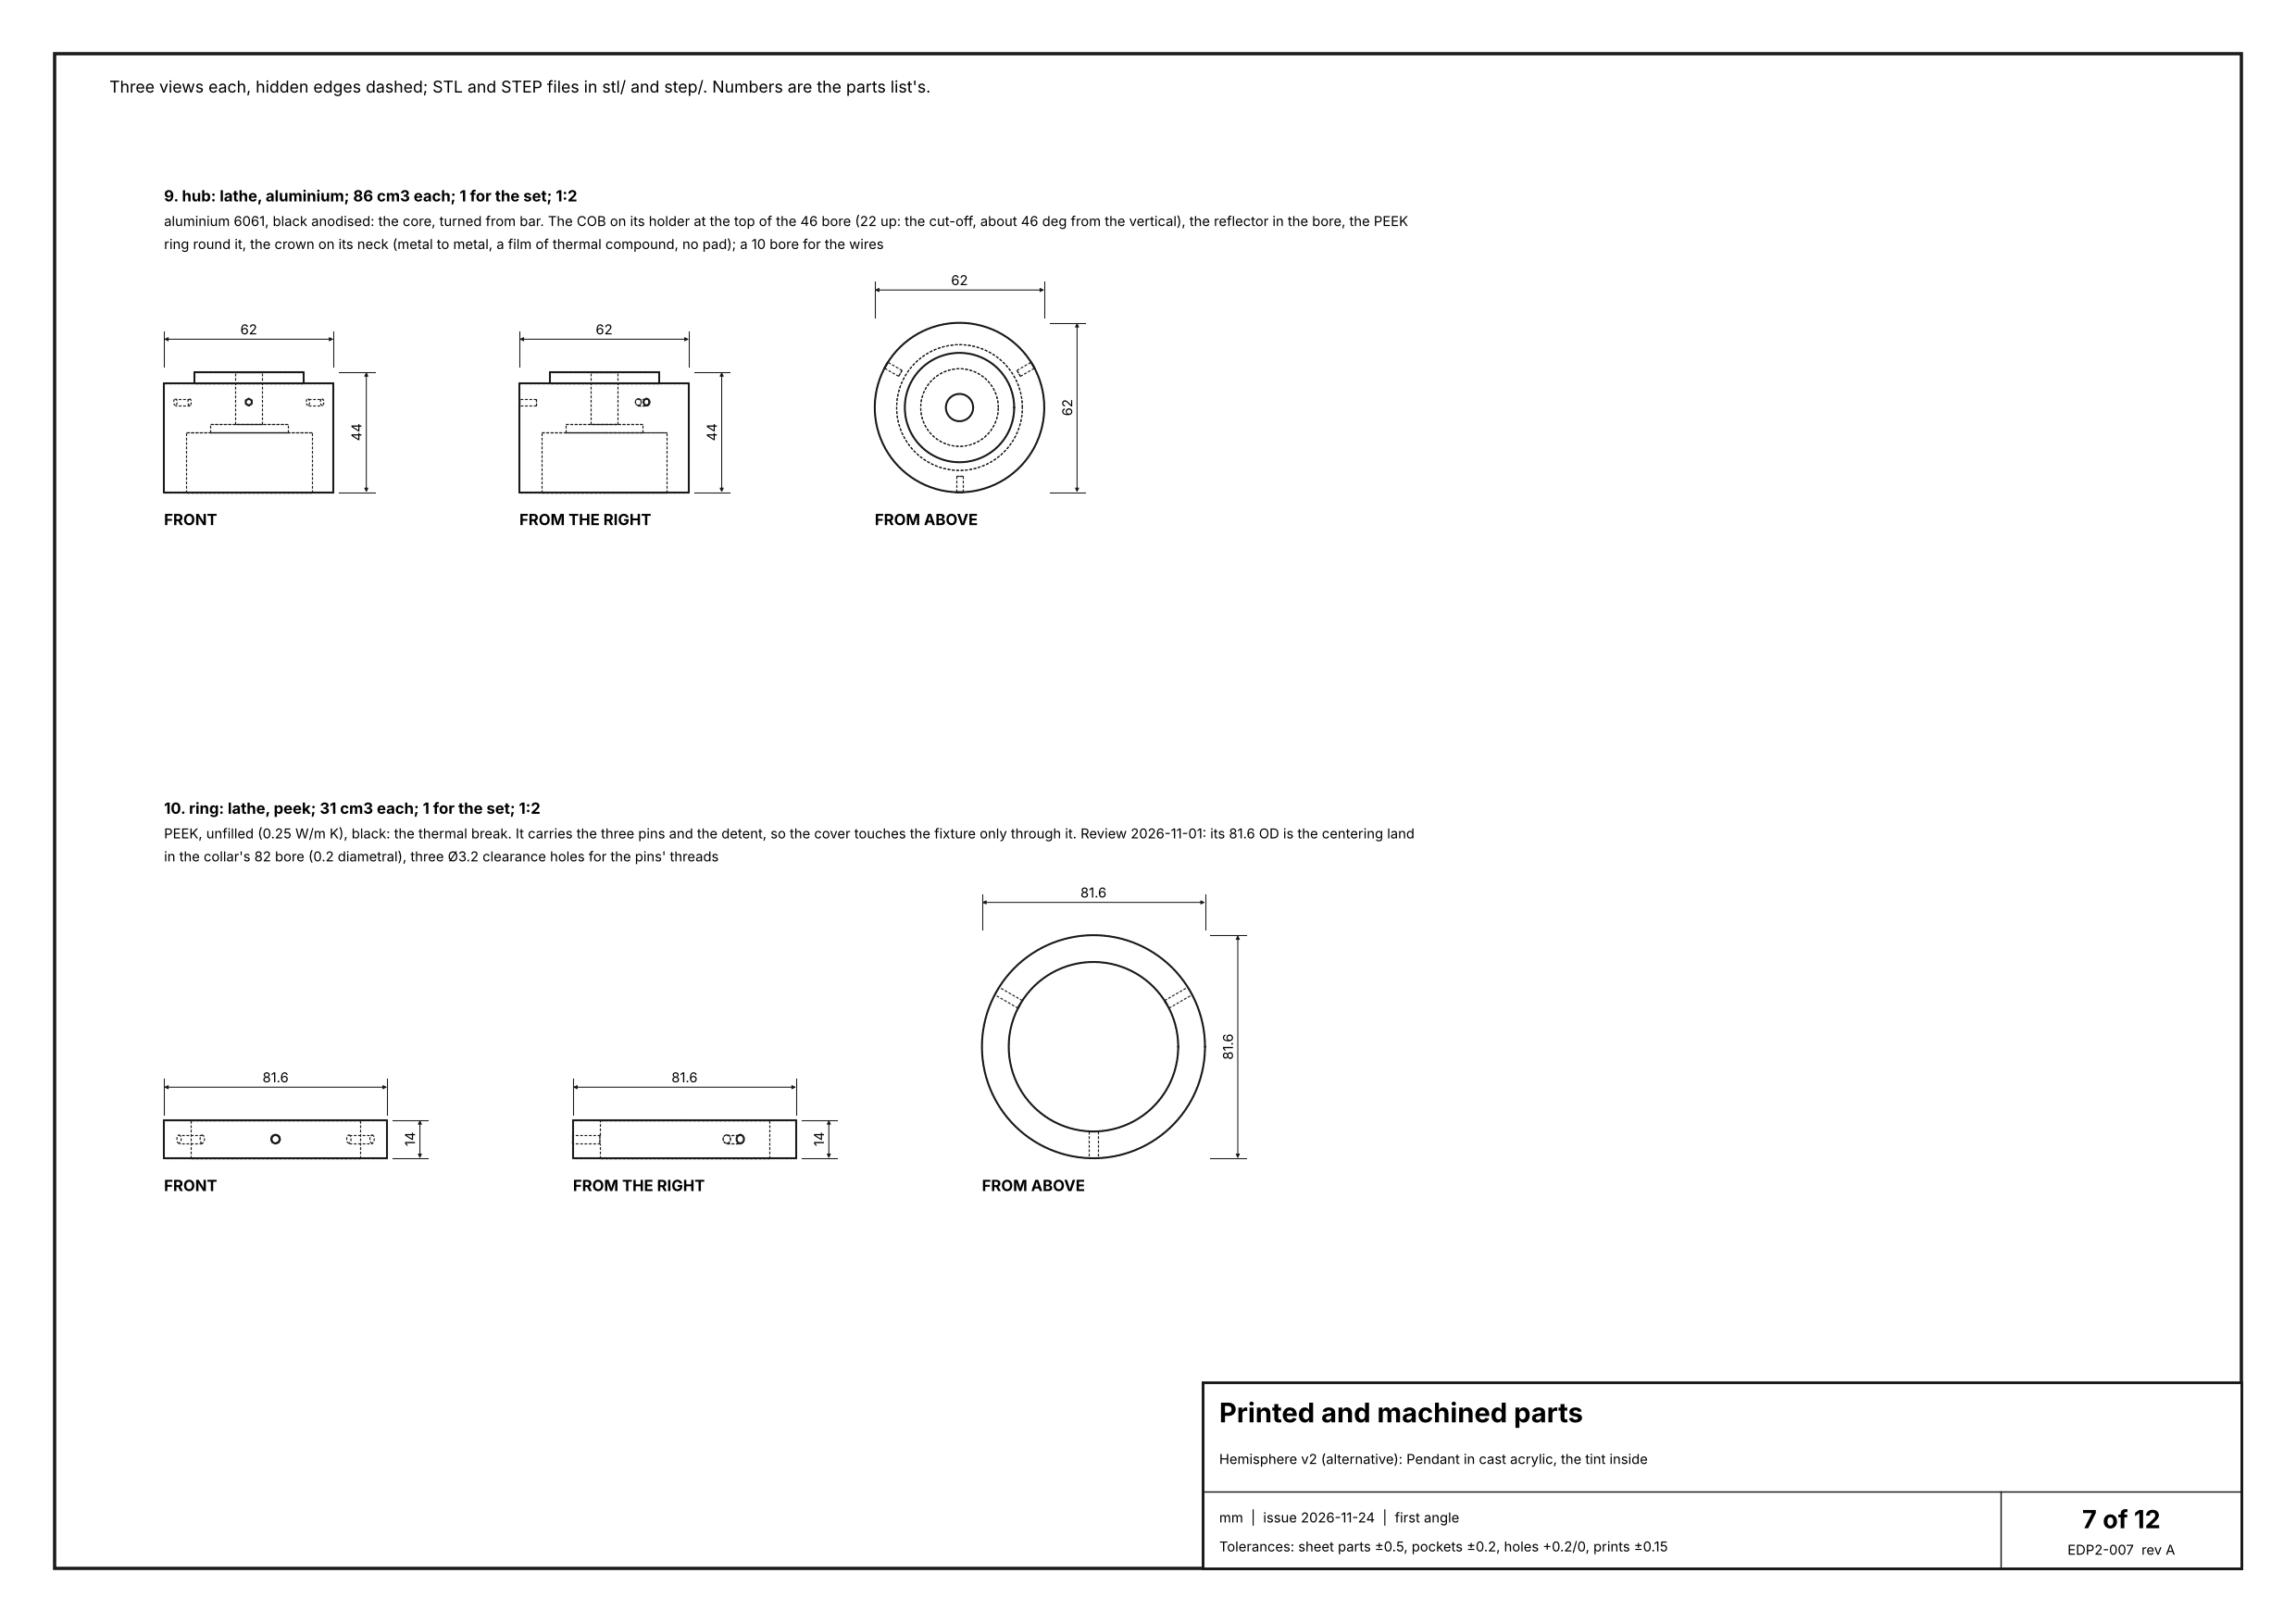 Three views each, hidden edges dashed; STL and STEP files in stl/ and step/. Numbers are the parts list's.
9. hub: lathe, aluminium; 86 cm3 each; 1 for the set; 1:2
aluminium 6061, black anodised: the core, turned from bar. The COB on its holder at the top of the 46 bore (22 up: the cut-off, about 46 deg from the vertical), the reflector in the bore, the PEEK
ring round it, the crown on its neck (metal to metal, a film of thermal compound, no pad); a 10 bore for the wires
62
62
62
44
44
62
FRONT
FROM THE RIGHT
FROM ABOVE
10. ring: lathe, peek; 31 cm3 each; 1 for the set; 1:2
PEEK, unfilled (0.25 W/m K), black: the thermal break. It carries the three pins and the detent, so the cover touches the fixture only through it. Review 2026-11-01: its 81.6 OD is the centering land
in the collar's 82 bore (0.2 diametral), three Ø3.2 clearance holes for the pins' threads
81.6
81.6
81.6
14
14
81.6
FRONT
FROM THE RIGHT
FROM ABOVE
Printed and machined parts
Hemisphere v2 (alternative): Pendant in cast acrylic, the tint inside
mm | issue 2026-11-24 | first angle
Tolerances: sheet parts ±0.5, pockets ±0.2, holes +0.2/0, prints ±0.15
7 of 12
EDP2-007 rev A